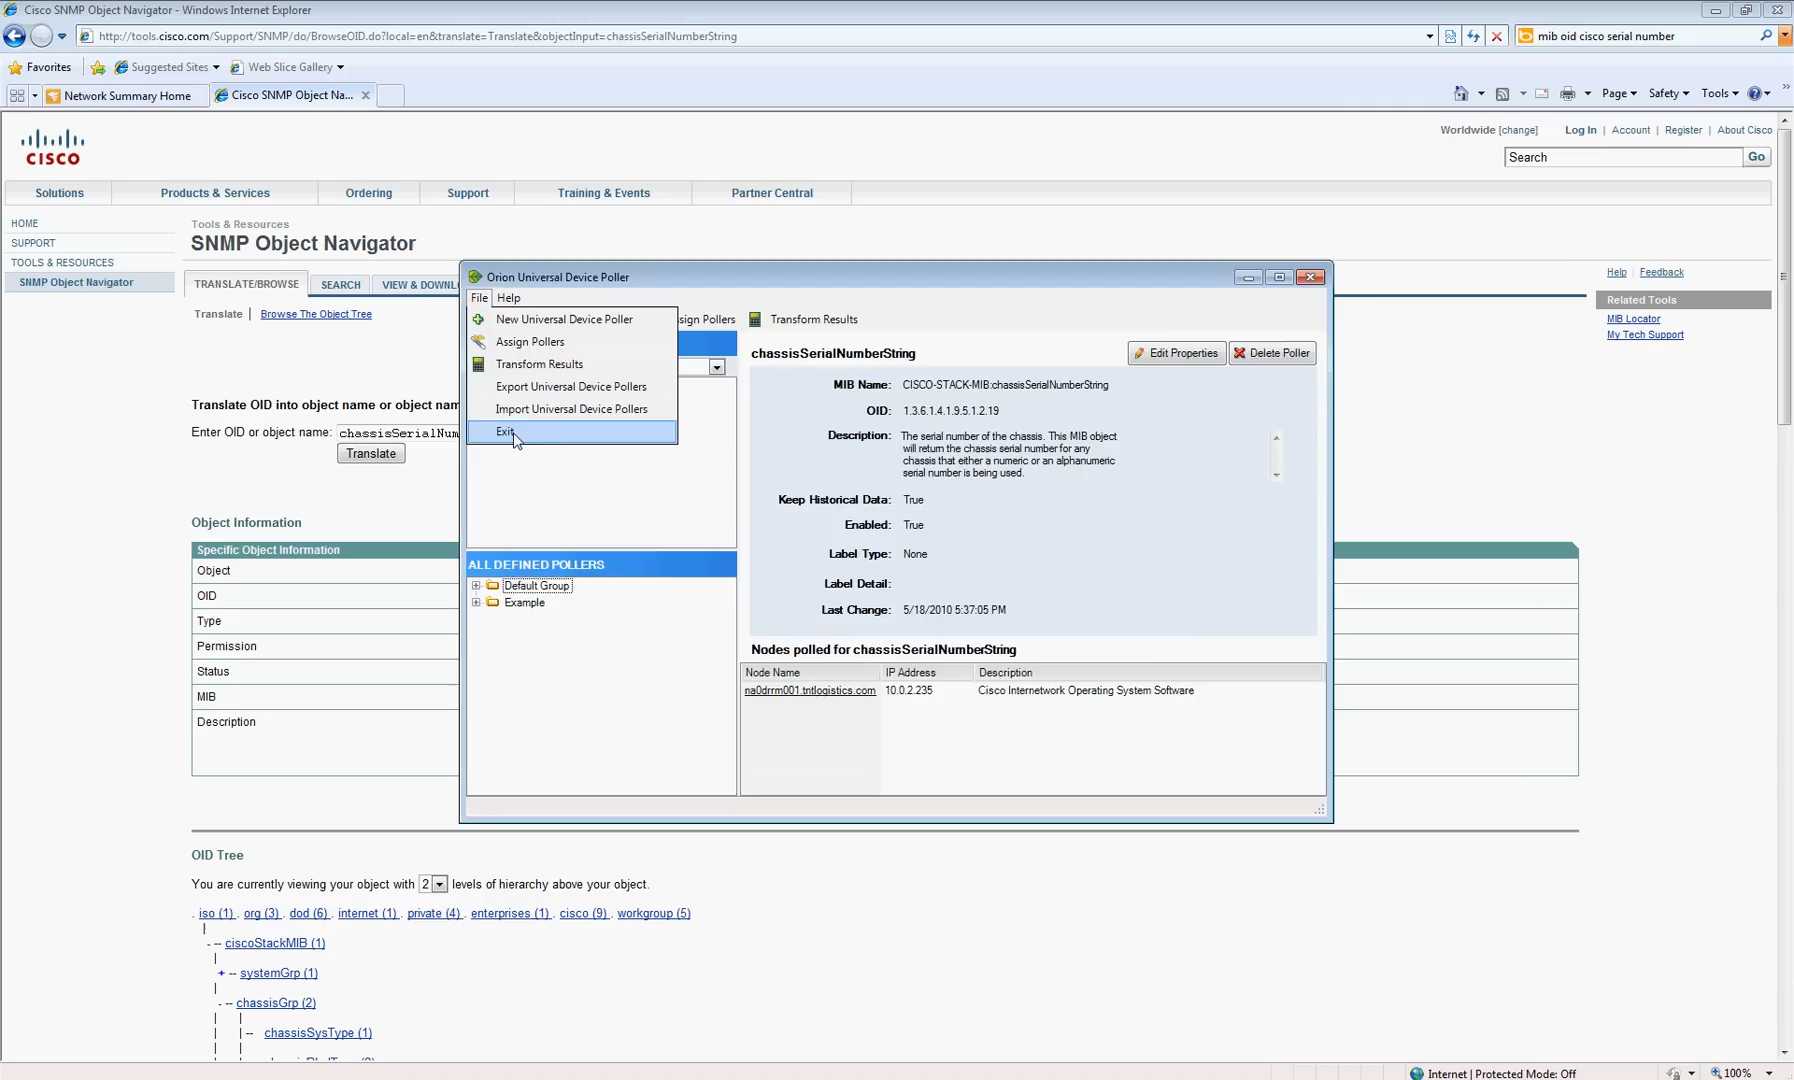 Cisco SNMP Object Navigator - Windows Internet Explorer
http://tools.cisco.com/Support/SNMP/do/BrowseOID.do?local=en&translate=Translate&objectInput=chassisSerialNumberString
mib oid cisco serial number
Favorites Suggested Sites Web Slice Gallery
Network Summary Home Cisco SNMP Object Na... Page Safety Tools
Worldwide [change] Log In | Account | Register | About Cisco
CISCO
Search Go
Solutions Products & Services Ordering Support Training & Events Partner Central
HOME
SUPPORT
TOOLS & RESOURCES
SNMP Object Navigator
Tools & Resources
SNMP Object Navigator
TRANSLATE/BROWSE SEARCH VIEW & DOWNLO
Translate | Browse The Object Tree
Help | Feedback
Related Tools
MIB Locator
My Tech Support
Translate OID into object name or object name
Enter OID or object name: chassisSerialNum
Translate
Object Information
Specific Object Information
Object
OID
Type
Permission
Status
MIB
Description
Orion Universal Device Poller
File Help
New Universal Device Poller
Assign Pollers
Transform Results
Export Universal Device Pollers
Import Universal Device Pollers
Exit
sign Pollers Transform Results
chassisSerialNumberString
Edit Properties Delete Poller
MIB Name: CISCO-STACK-MIB:chassisSerialNumberString
OID: 1.3.6.1.4.1.9.5.1.2.19
Description: The serial number of the chassis. This MIB object
will return the chassis serial number for any
chassis that either a numeric or an alphanumeric
serial number is being used.
Keep Historical Data: True
Enabled: True
Label Type: None
Label Detail:
Last Change: 5/18/2010 5:37:05 PM
ALL DEFINED POLLERS
Default Group
Example
Nodes polled for chassisSerialNumberString
Node Name IP Address Description
na0drrm001.tntlogistics.com 10.0.2.235 Cisco Internetwork Operating System Software
OID Tree
You are currently viewing your object with 2 levels of hierarchy above your object.
. iso (1) . org (3) . dod (6) . internet (1) . private (4) . enterprises (1) . cisco (9) . workgroup (5)
|
- -- ciscoStackMIB (1)
|
+ -- systemGrp (1)
|
- -- chassisGrp (2)
| |
| |-- chassisSysType (1)
| |
Internet | Protected Mode: Off 100%